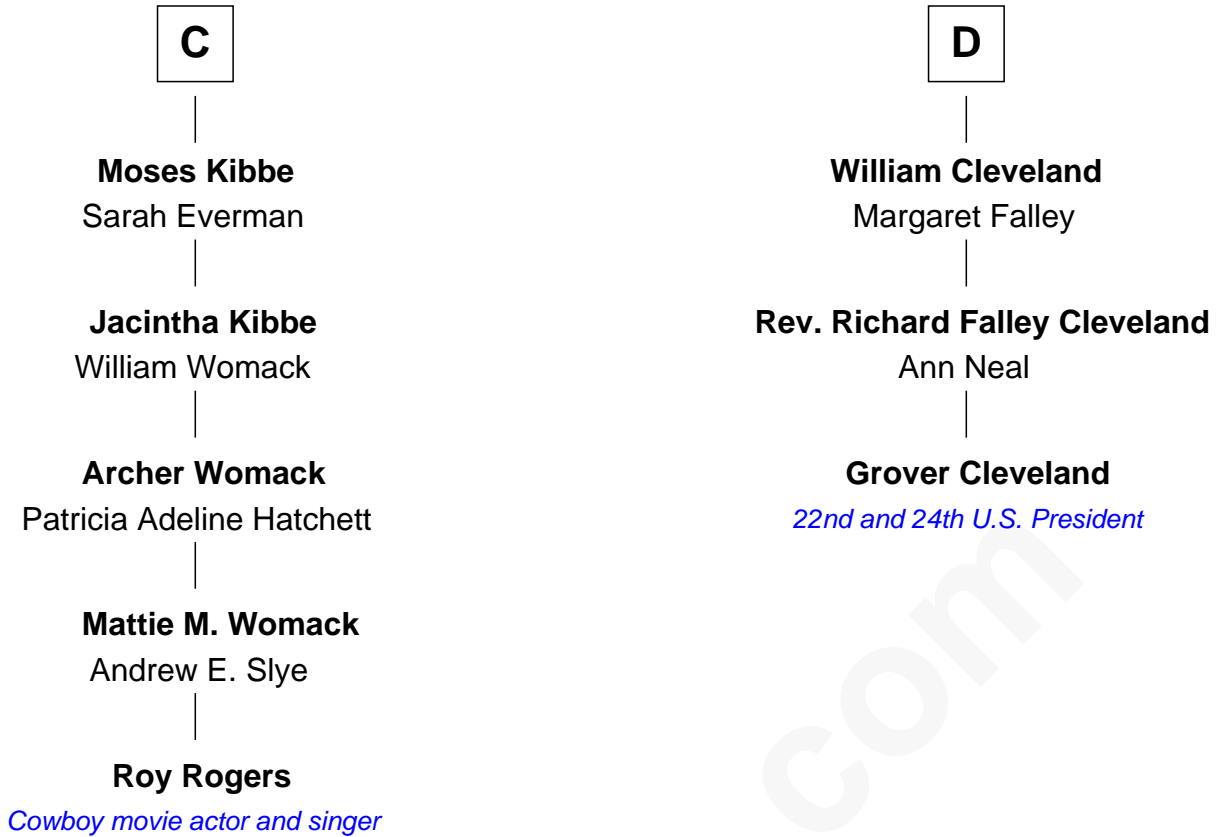 C
Moses Kibbe
Sarah Everman
Jacintha Kibbe
William Womack
Archer Womack
Patricia Adeline Hatchett
Mattie M. Womack
Andrew E. Slye
Roy Rogers
Cowboy movie actor and singer
D
William Cleveland
Margaret Falley
Rev. Richard Falley Cleveland
Ann Neal
Grover Cleveland
22nd and 24th U.S. President
com